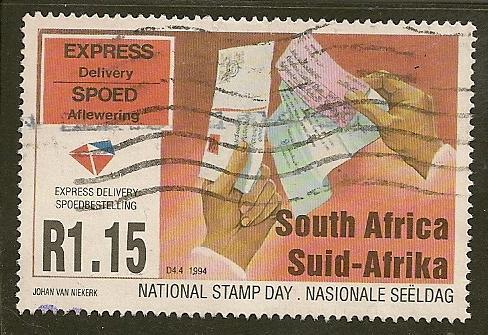 EXPRESS
Delivery
SPOED
Aflewering
EXPRESS DELIVERY
SPOEDBESTELLING
R1.15
D4.4 1994
South Africa
Suid-Afrika
JOHAN VAN NIEKERK
NATIONAL STAMP DAY . NASIONALE SEËLDAG